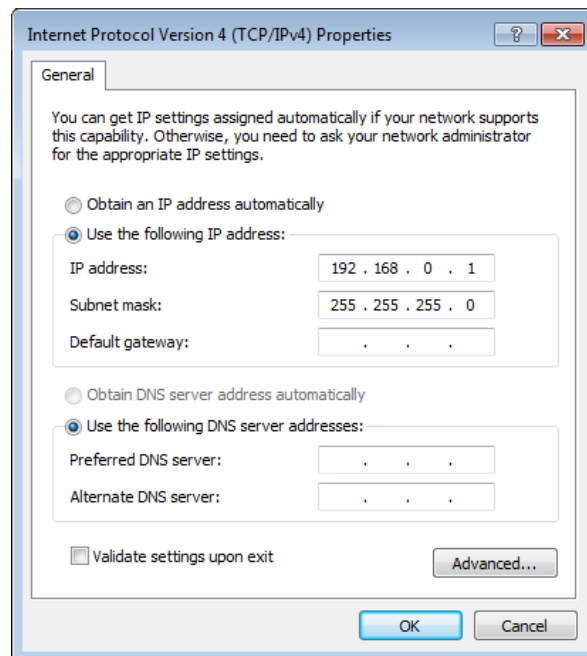 Internet Protocol Version 4 (TCP/IPv4) Properties
General
You can get IP settings assigned automatically if your network supports
this capability. Otherwise, you need to ask your network administrator
for the appropriate IP settings.
Obtain an IP address automatically
Use the following IP address:
IP address: 192 . 168 . 0 . 1
Subnet mask: 255 . 255 . 255 . 0
Default gateway: . . .
Obtain DNS server address automatically
Use the following DNS server addresses:
Preferred DNS server: . . .
Alternate DNS server: . . .
Validate settings upon exit
Advanced...
OK Cancel